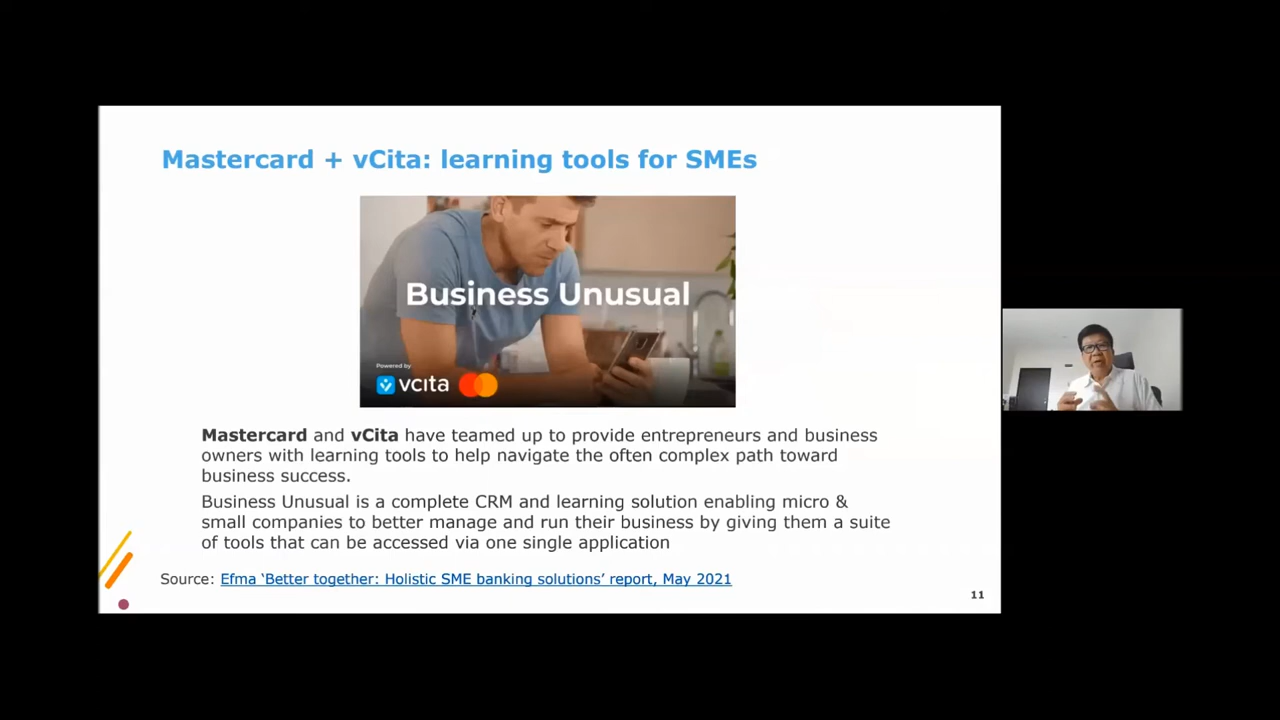 Mastercard + vCita: learning tools for SMEs
Business Unusual
Powered by
vcita
Mastercard and vCita have teamed up to provide entrepreneurs and business
owners with learning tools to help navigate the often complex path toward
business success.
Business Unusual is a complete CRM and learning solution enabling micro &
small companies to better manage and run their business by giving them a suite
of tools that can be accessed via one single application
Source: Efma ‘Better together: Holistic SME banking solutions’ report, May 2021
11